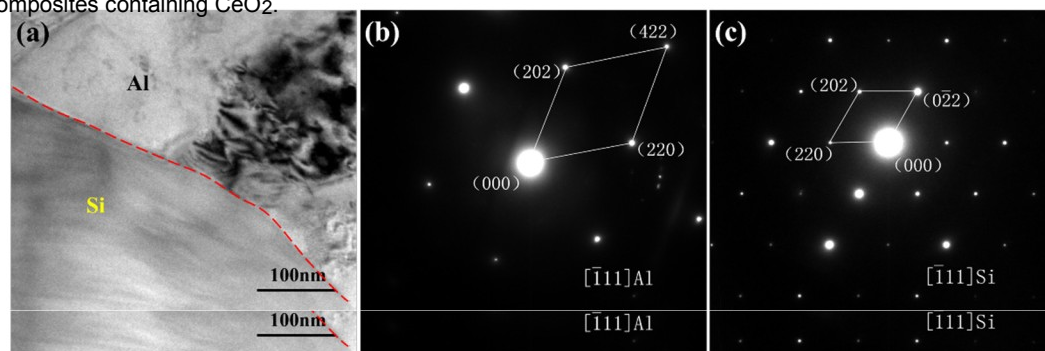 omposites containing CeO2.
(a)
Al
Si
100nm
100nm
(b)
(422)
(202)
(220)
(000)
[1̄11]Al
[1̄11]Al
(c)
(202)
(02̄2)
(220)
(000)
[1̄11]Si
[111]Si